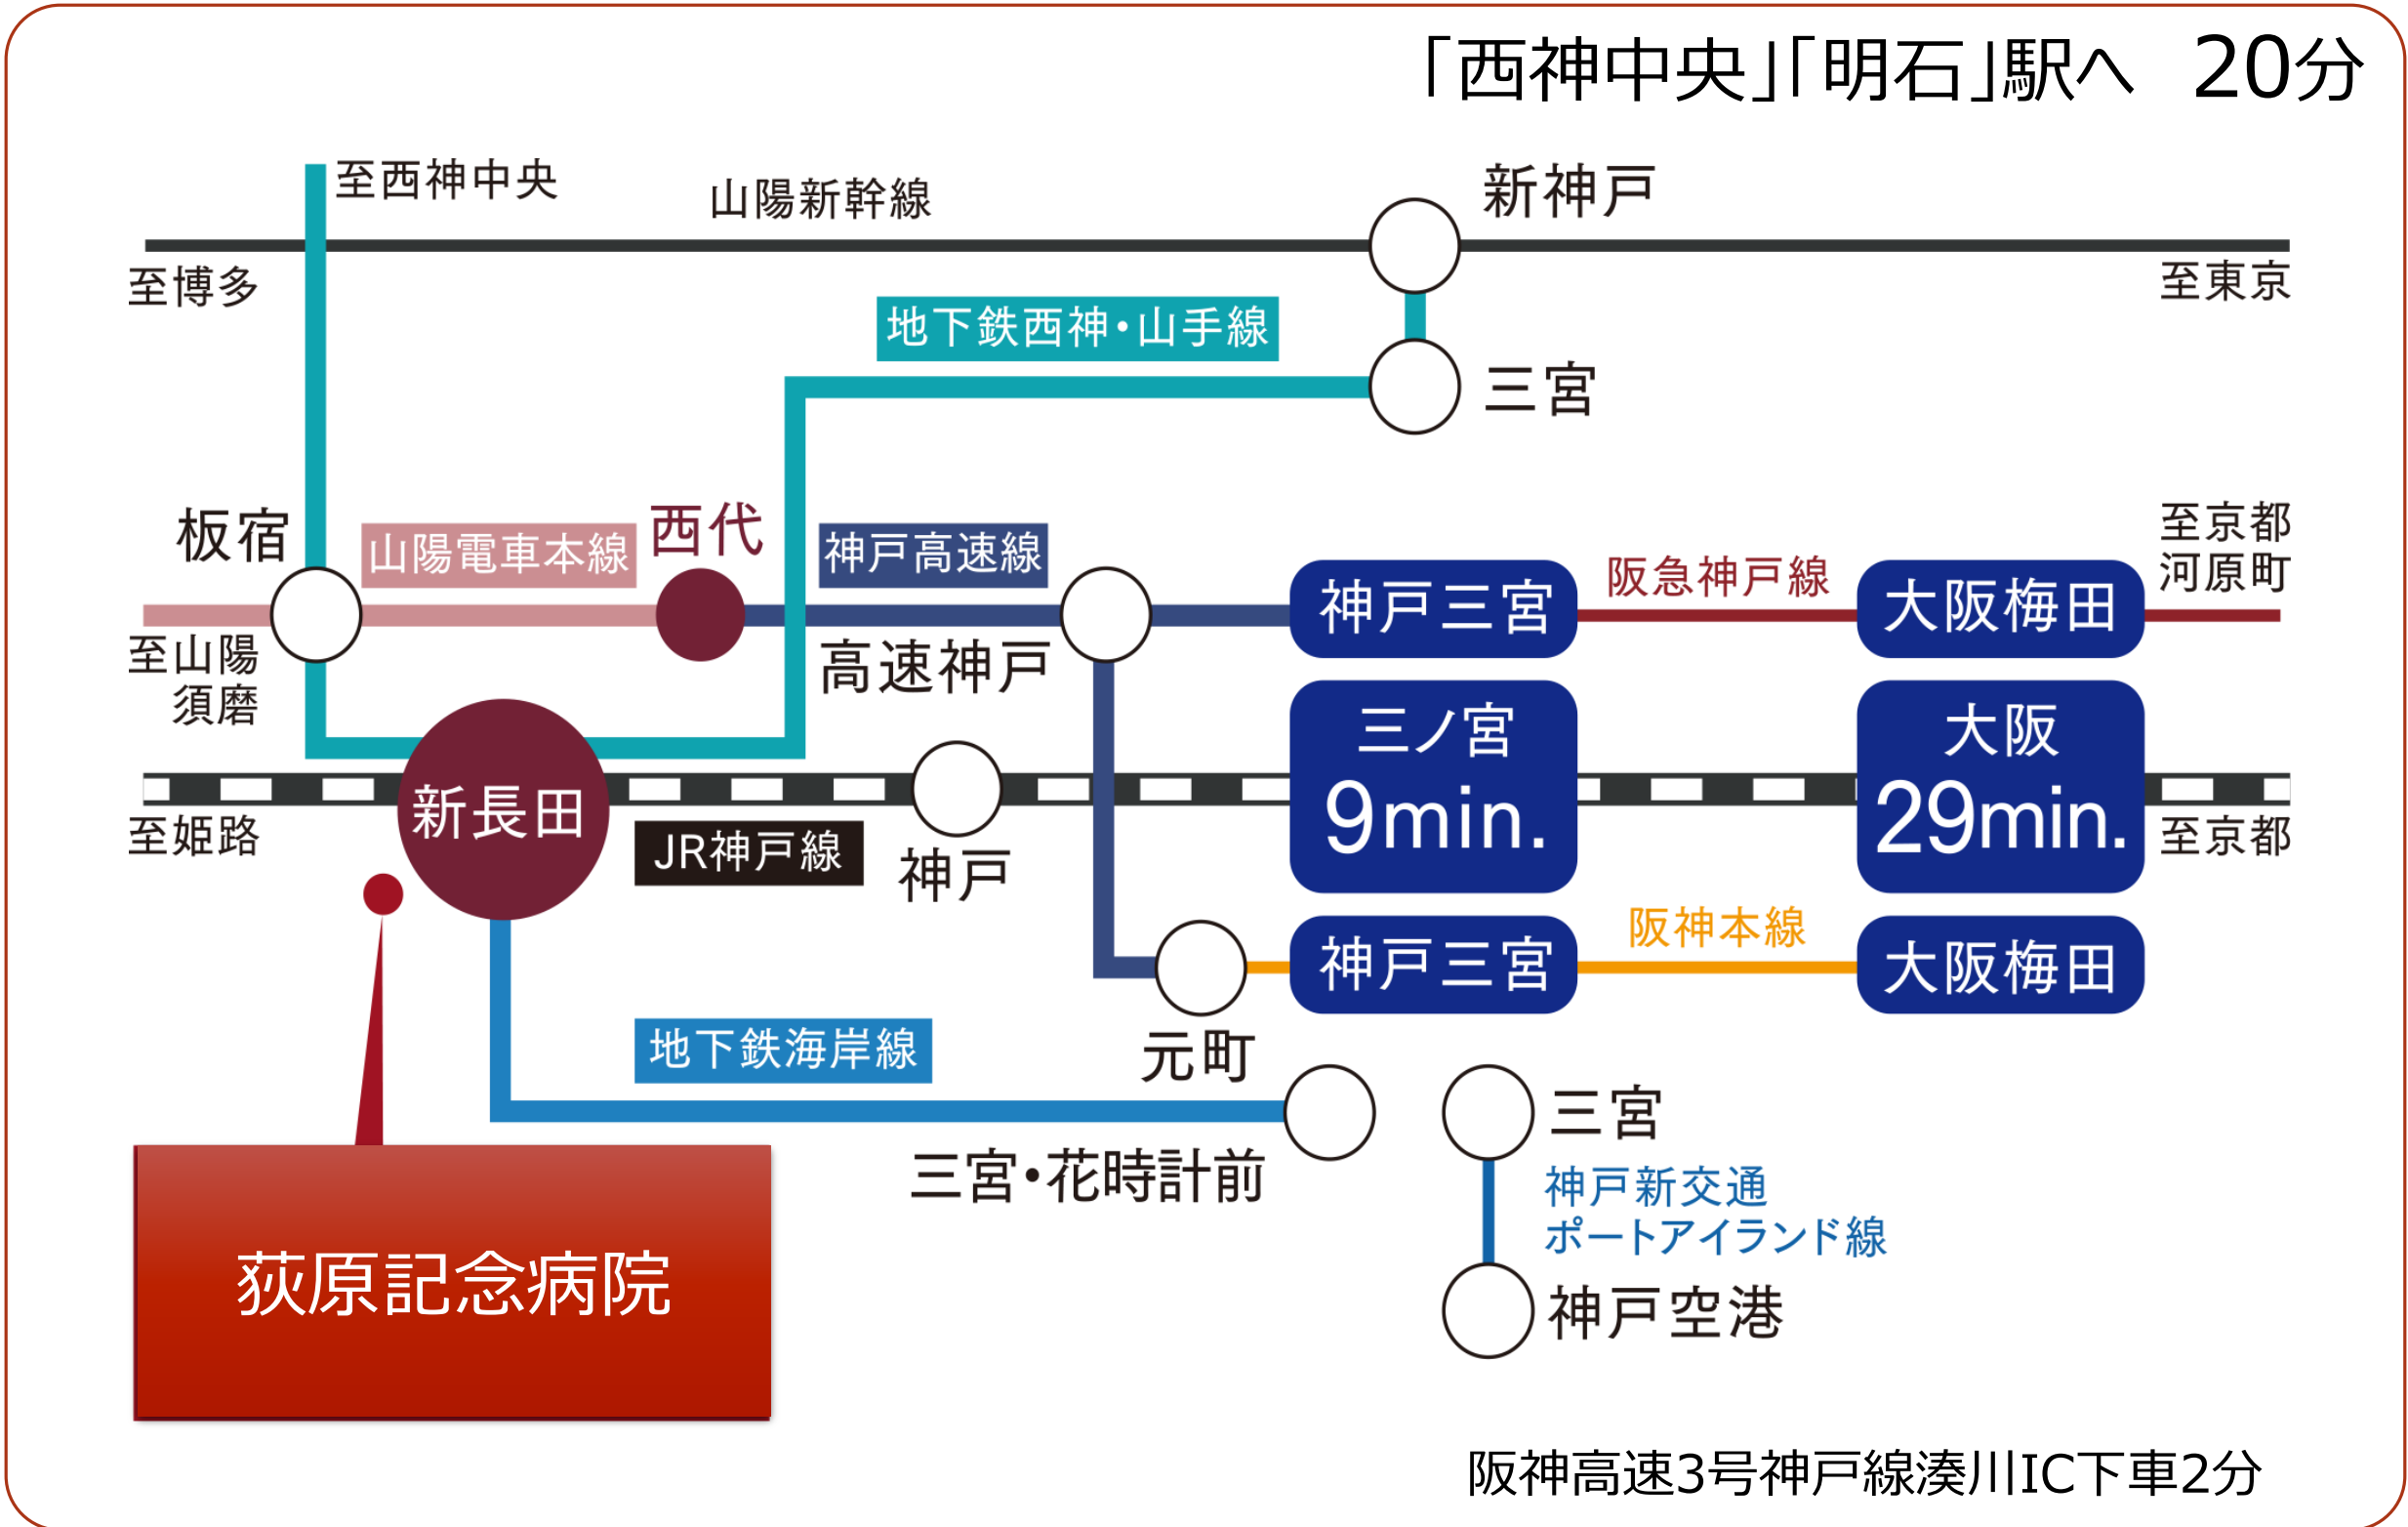 「西神中央」「明石」駅へ　20分
至西神中央
山陽新幹線
新神戸
至博多
至東京
地下鉄西神・山手線
三宮
板宿
山陽電車本線
西代
神戸高速線
神戸三宮
阪急神戸線
大阪梅田
至京都
河原町
至山陽
須磨
高速神戸
三ノ宮
9min.
大阪
29min.
新長田
至姫路
JR神戸線
神戸
至京都
神戸三宮
阪神本線
大阪梅田
元町
地下鉄海岸線
三宮・花時計前
三宮
神戸新交通
ポートアイランド線
神戸空港
荻原記念病院
阪神高速3号神戸線湊川IC下車2分